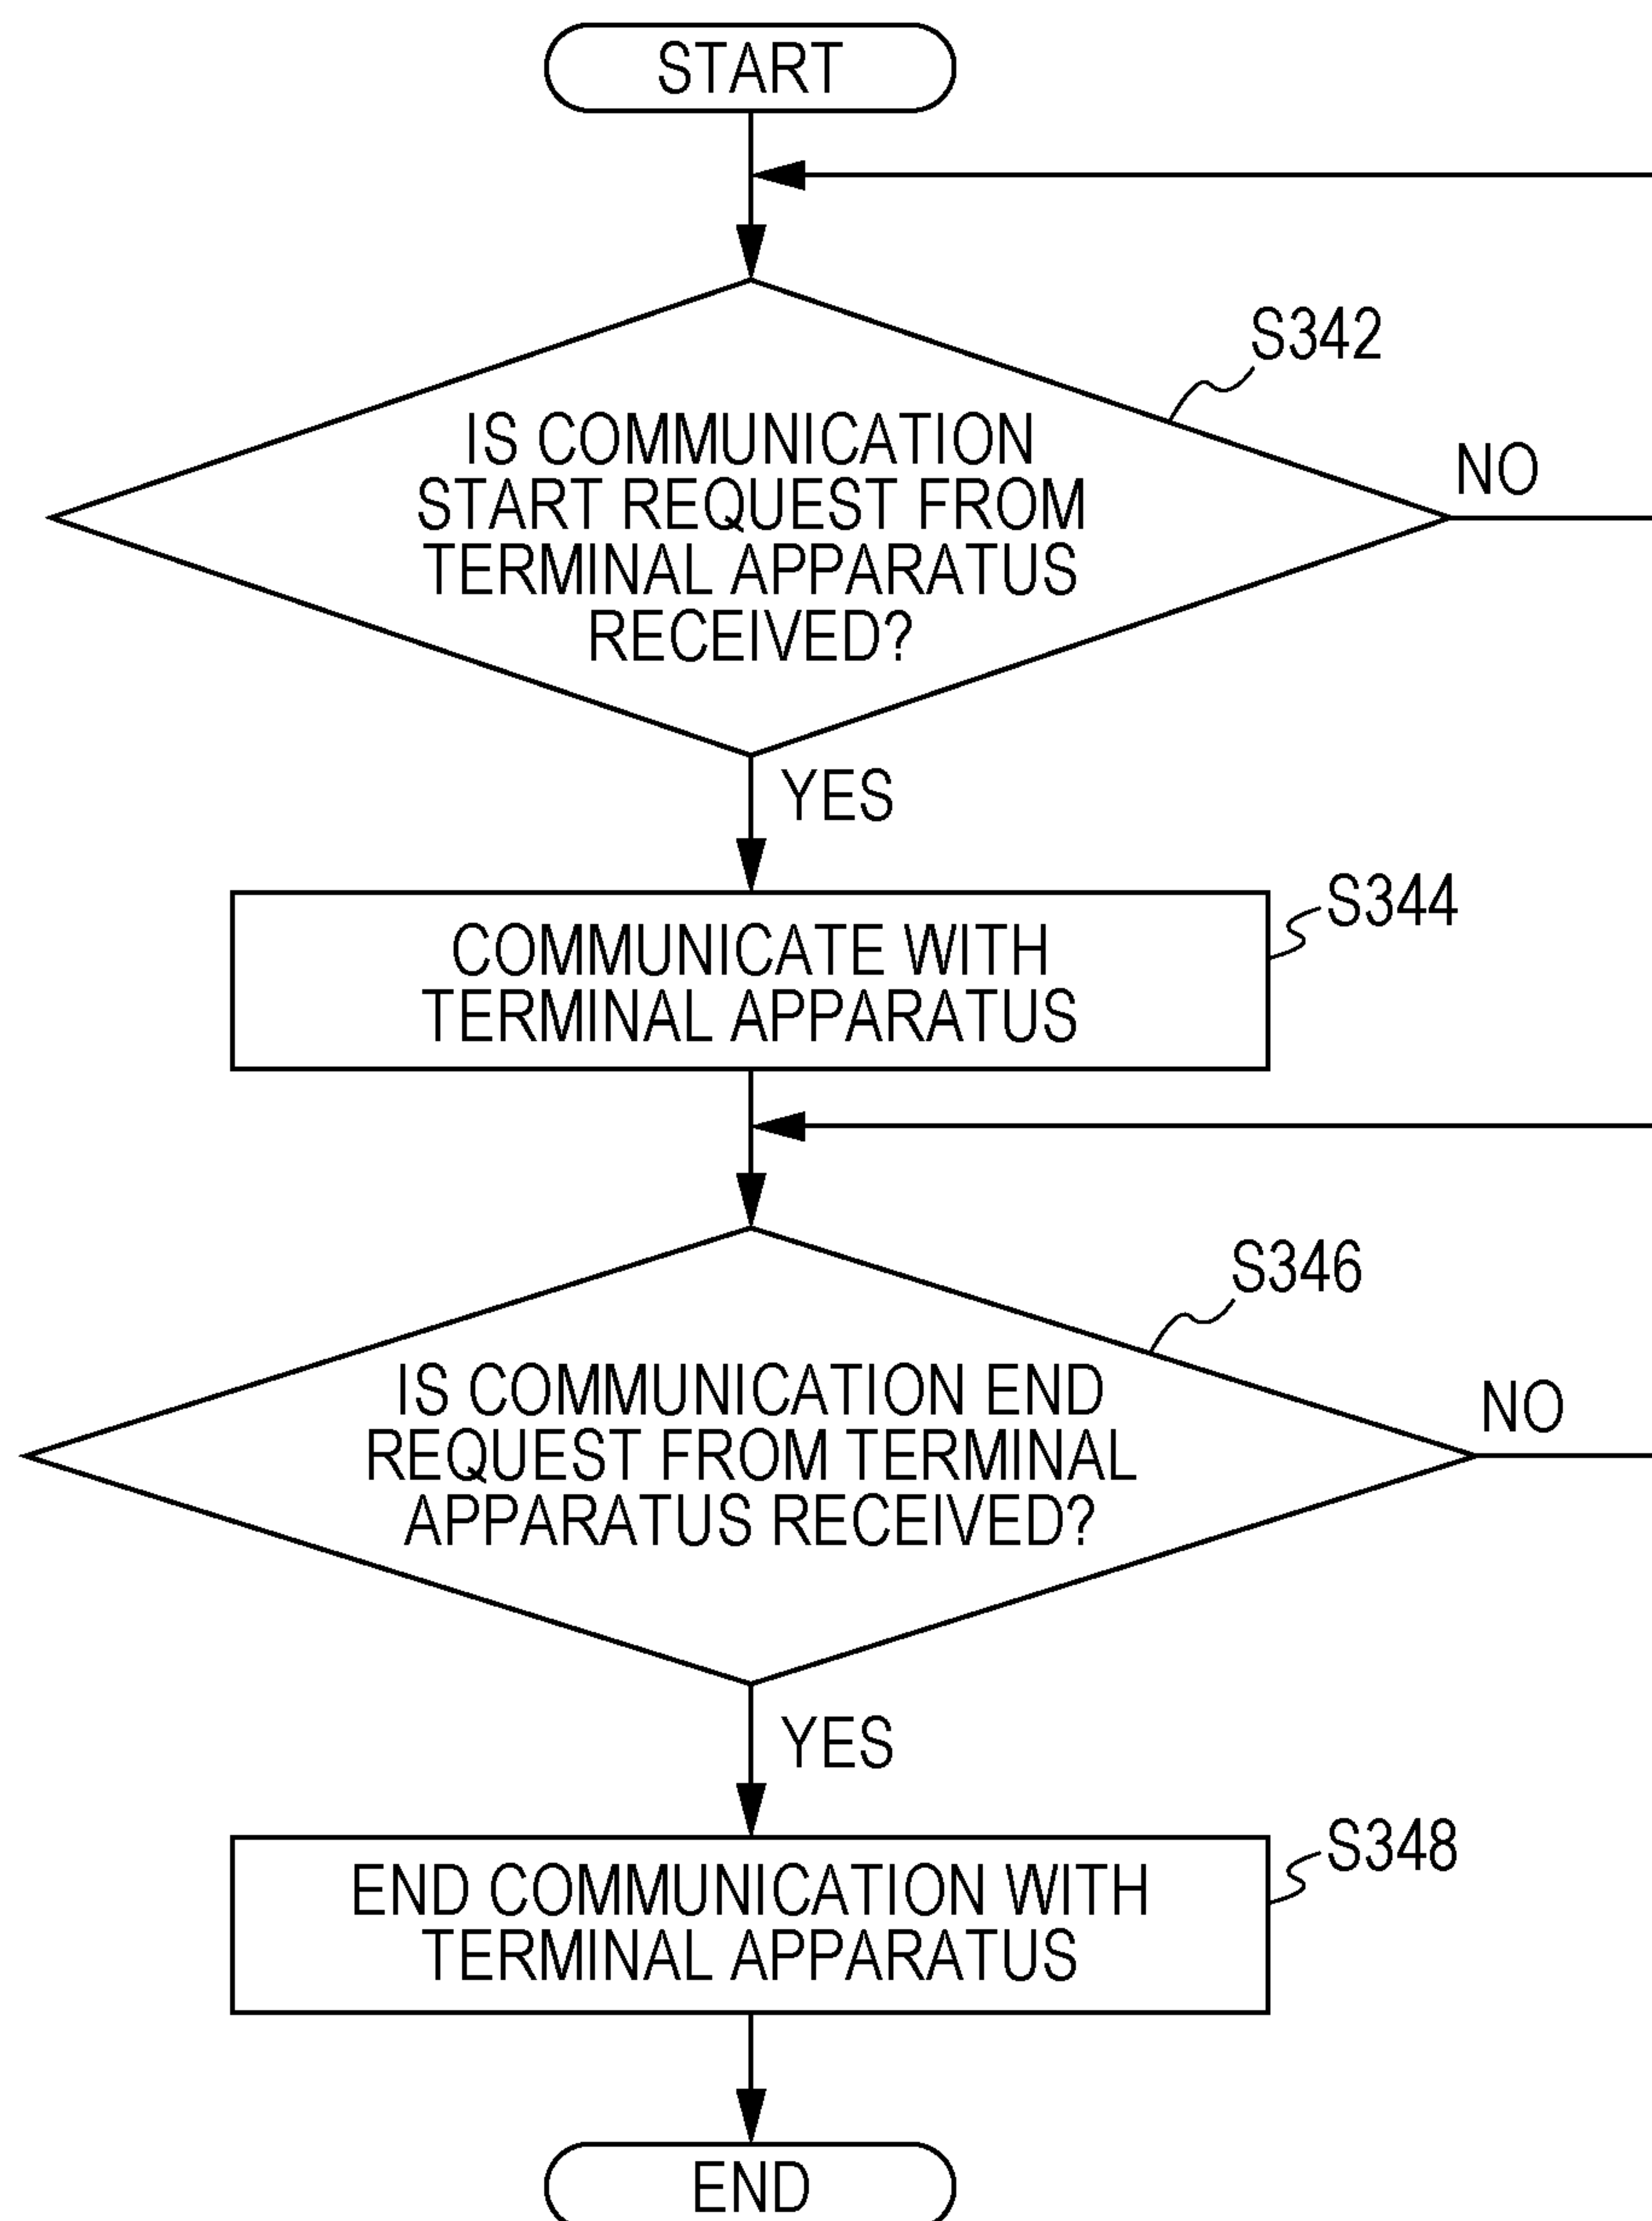 START
S342
IS COMMUNICATION
START REQUEST FROM
TERMINAL APPARATUS
RECEIVED?
NO
YES
S344
COMMUNICATE WITH
TERMINAL APPARATUS
S346
IS COMMUNICATION END
REQUEST FROM TERMINAL
APPARATUS RECEIVED?
NO
YES
S348
END COMMUNICATION WITH
TERMINAL APPARATUS
END